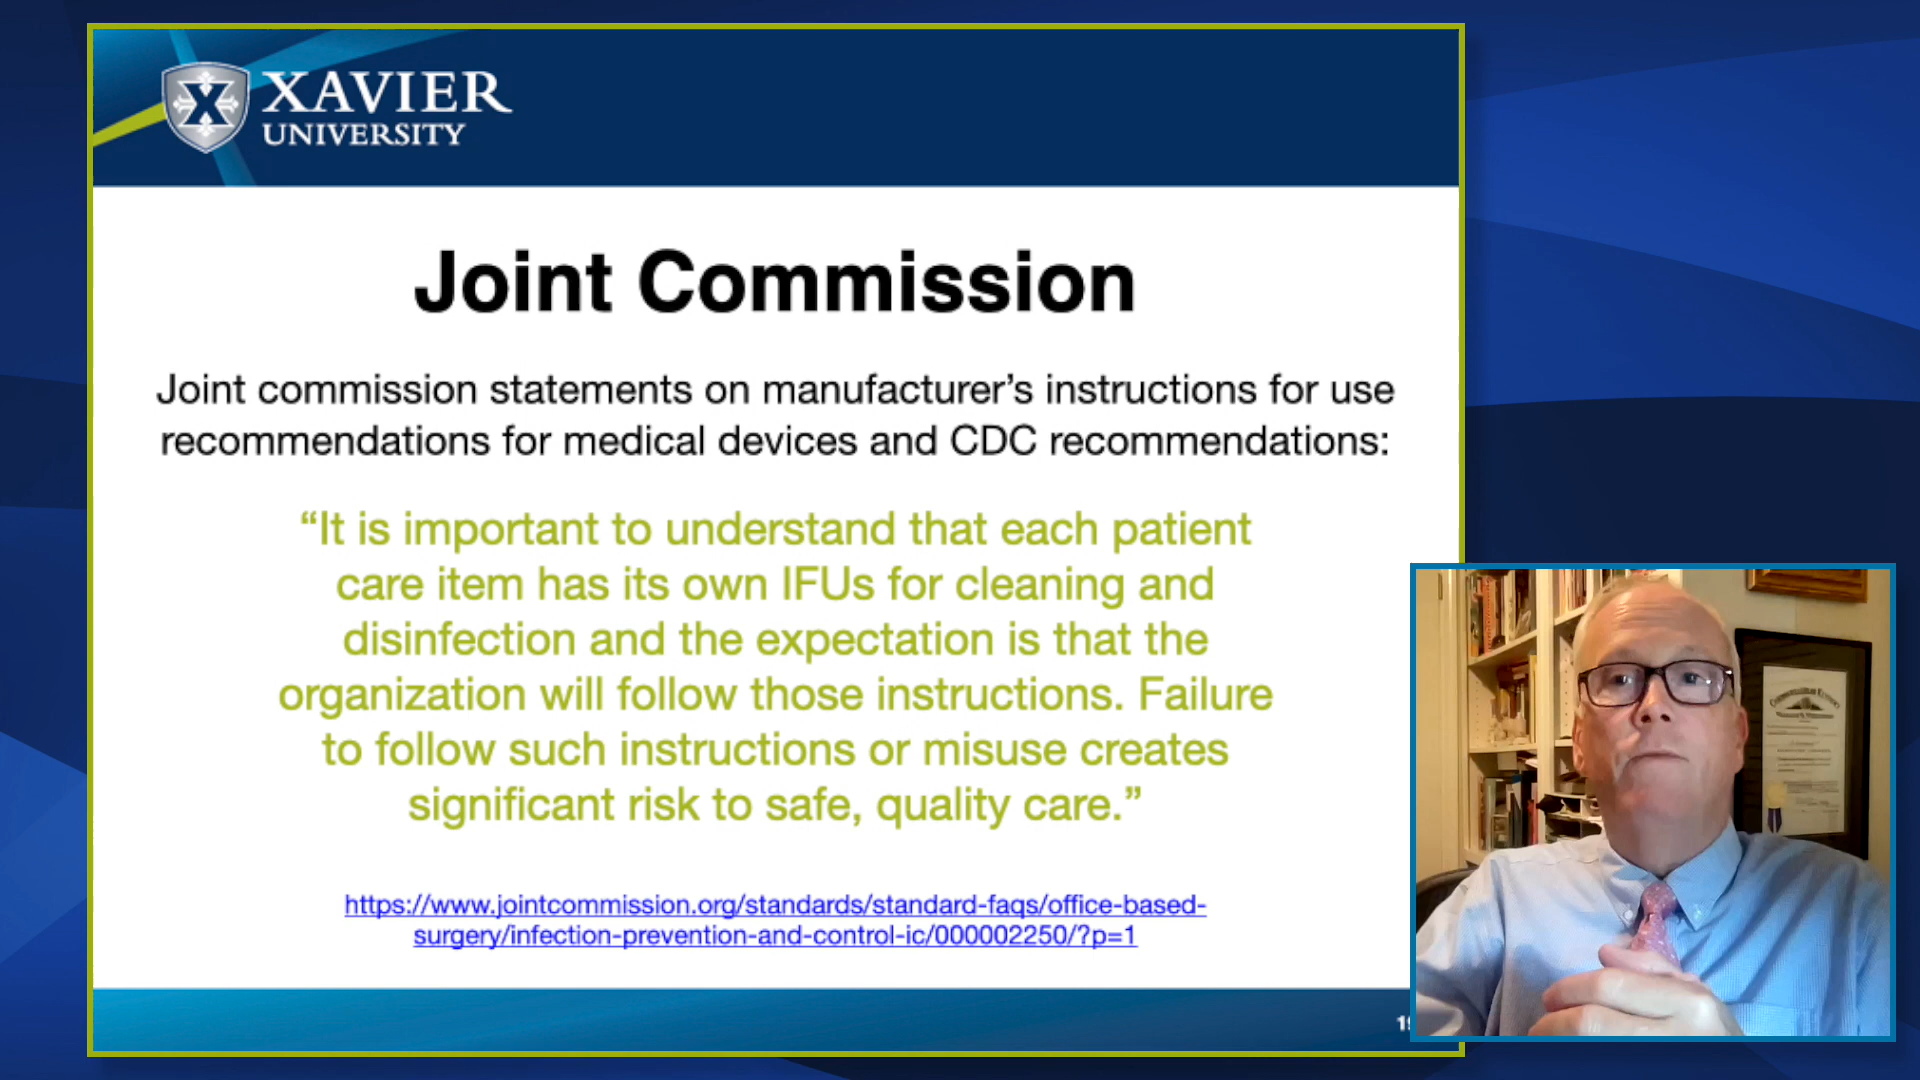 XAVIER
UNIVERSITY
Joint Commission
Joint commission statements on manufacturer’s instructions for use
recommendations for medical devices and CDC recommendations:
“It is important to understand that each patient
care item has its own IFUs for cleaning and
disinfection and the expectation is that the
organization will follow those instructions. Failure
to follow such instructions or misuse creates
significant risk to safe, quality care.”
https://www.jointcommission.org/standards/standard-faqs/office-based-
surgery/infection-prevention-and-control-ic/000002250/?p=1